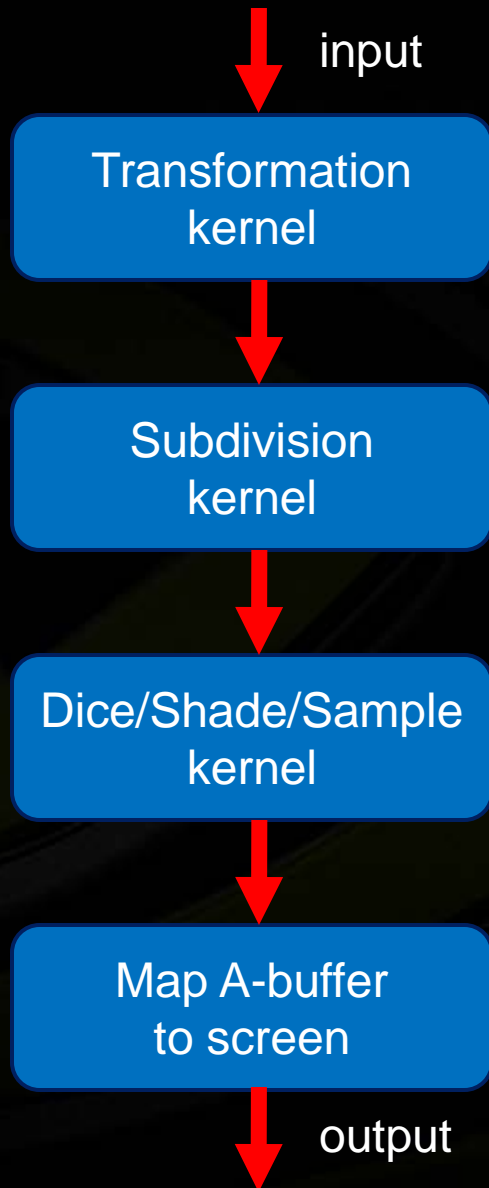 input
Transformation
kernel
Subdivision
kernel
Dice/Shade/Sample
kernel
Map A-buffer
to screen
output